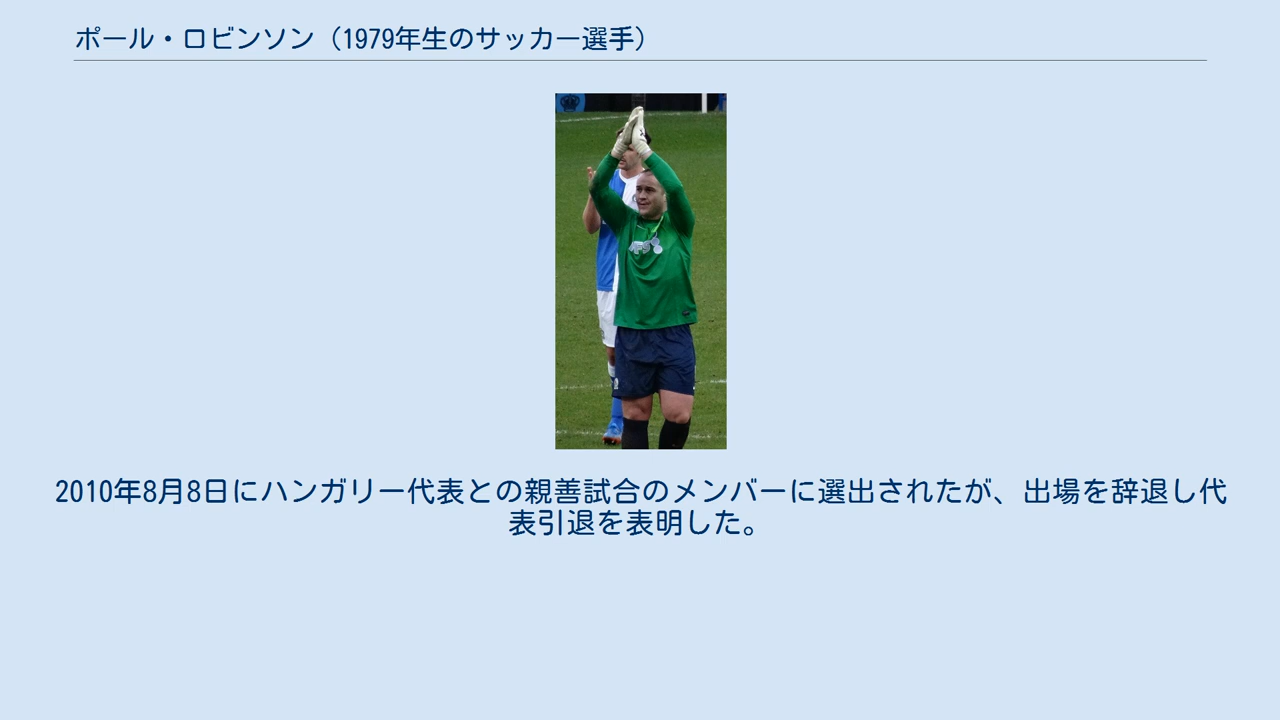 ポール・ロビンソン（1979年生のサッカー選手）
2010年8月8日にハンガリー代表との親善試合のメンバーに選出されたが、出場を辞退し代
表引退を表明した。